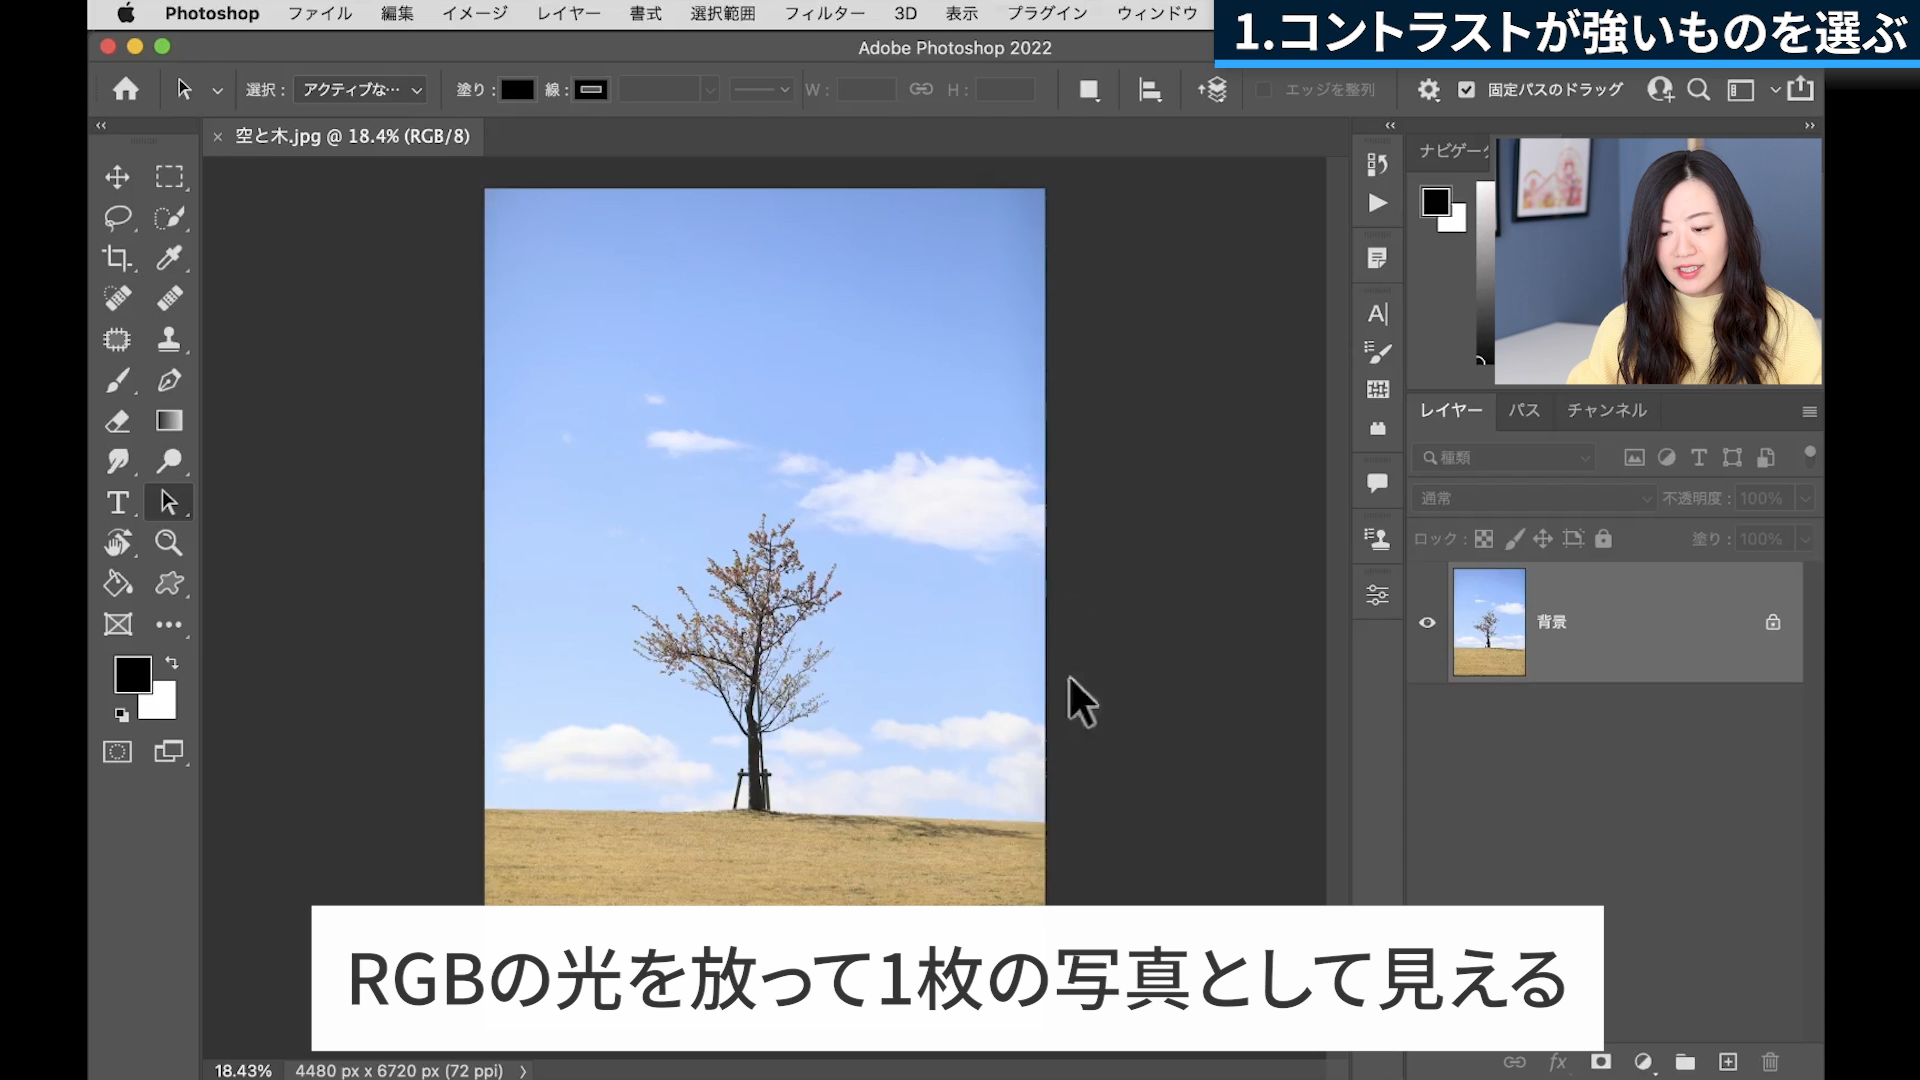 Photoshop ファイル 編集 イメージ レイヤー 書式 選択範囲 フィルター 3D 表示 プラグイン ウィンドウ
1.コントラストが強いものを選ぶ
Adobe Photoshop 2022
選択： アクティブな… 塗り： 線： W： H： エッジを整列 固定パスのドラッグ
× 空と木.jpg @ 18.4% (RGB/8)
ナビゲー
レイヤー パス チャンネル
種類
通常 不透明度： 100%
ロック： 塗り： 100%
背景
RGBの光を放って1枚の写真として見える
18.43% 4480 px x 6720 px (72 ppi)
fx